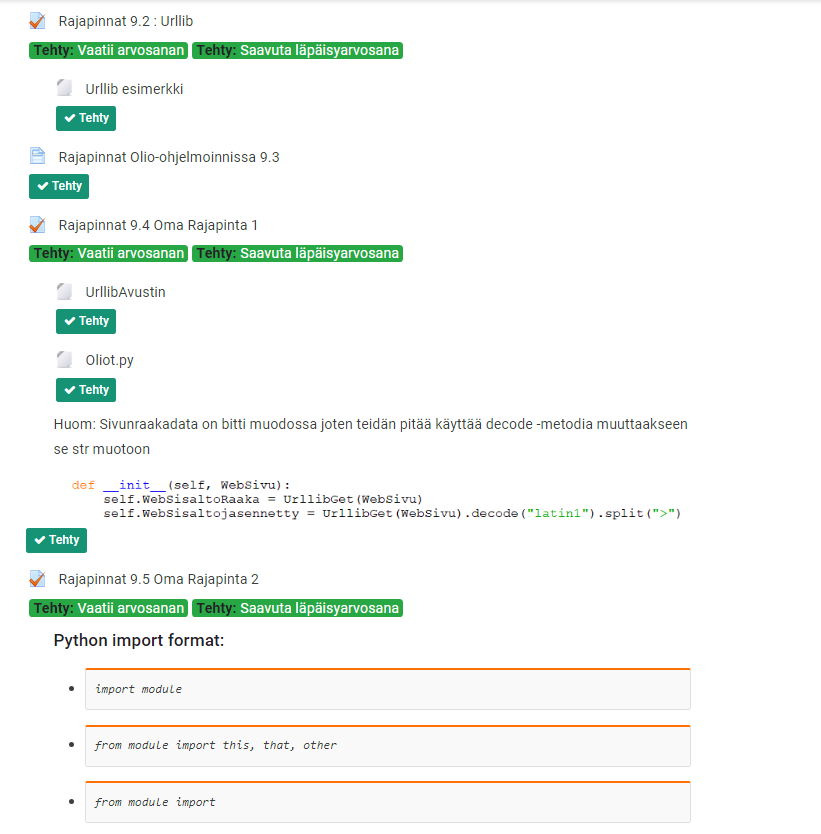 Rajapinnat 9.2 : Urllib
Tehty: Vaatii arvosanan Tehty: Saavuta läpäisyarvosana
Urllib esimerkki
Tehty
Rajapinnat Olio-ohjelmoinnissa 9.3
Tehty
Rajapinnat 9.4 Oma Rajapinta 1
Tehty: Vaatii arvosanan Tehty: Saavuta läpäisyarvosana
UrllibAvustin
Tehty
Oliot.py
Tehty
Huom: Sivunraakadata on bitti muodossa joten teidän pitää käyttää decode -metodia muuttaakseen
se str muotoon
def __init__(self, WebSivu):
self.WebSisaltoRaaka = UrllibGet(WebSivu)
self.WebSisaltojasennetty = UrllibGet(WebSivu).decode("latin1").split(">")
Tehty
Rajapinnat 9.5 Oma Rajapinta 2
Tehty: Vaatii arvosanan Tehty: Saavuta läpäisyarvosana
Python import format:
import module
from module import this, that, other
from module import